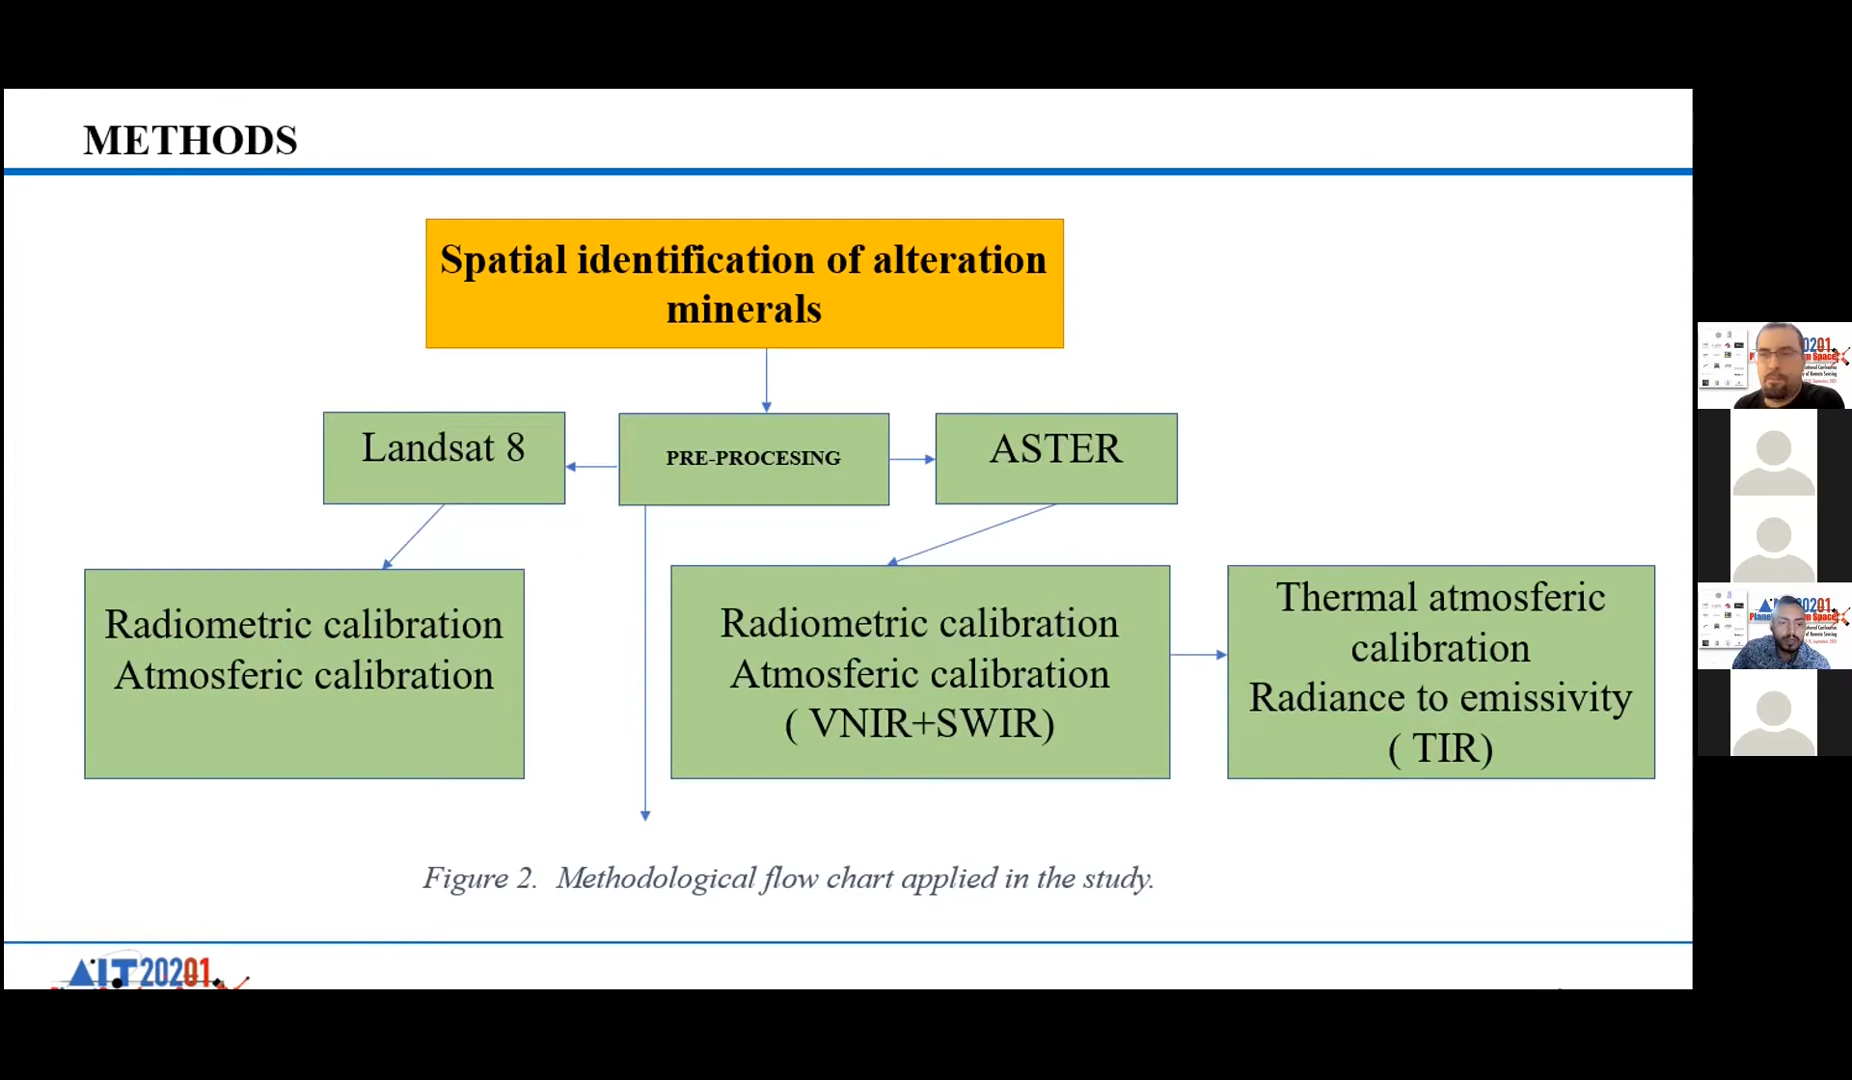 METHODS
Spatial identification of alteration
minerals
Landsat 8
PRE-PROCESING
ASTER
Radiometric calibration
Atmosferic calibration
Radiometric calibration
Atmosferic calibration
( VNIR+SWIR)
Thermal atmosferic
calibration
Radiance to emissivity
( TIR)
Figure 2. Methodological flow chart applied in the study.
AIT20201